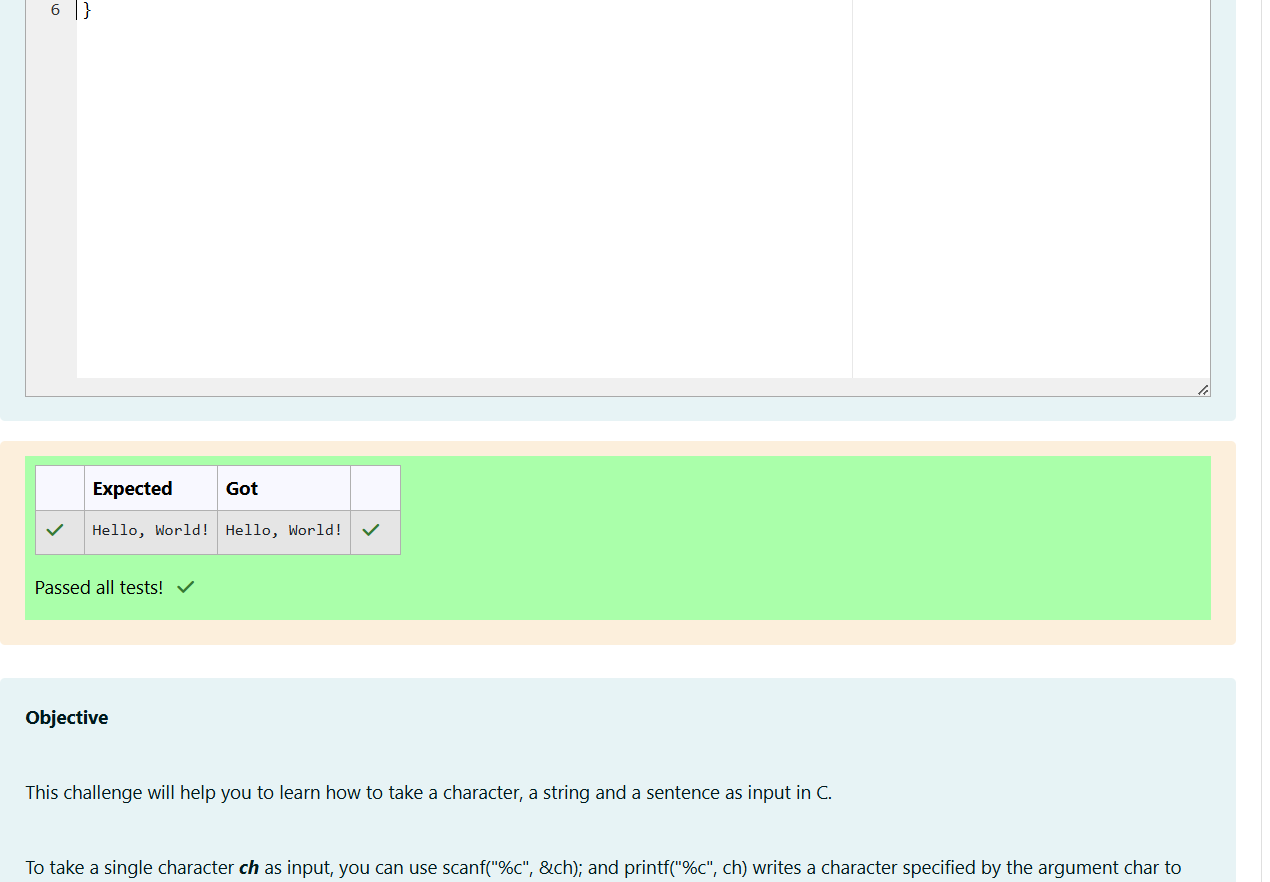 6 }
Expected Got
Hello, World! Hello, World!
Passed all tests!
Objective
This challenge will help you to learn how to take a character, a string and a sentence as input in C.
To take a single character ch as input, you can use scanf("%c", &ch); and printf("%c", ch) writes a character specified by the argument char to